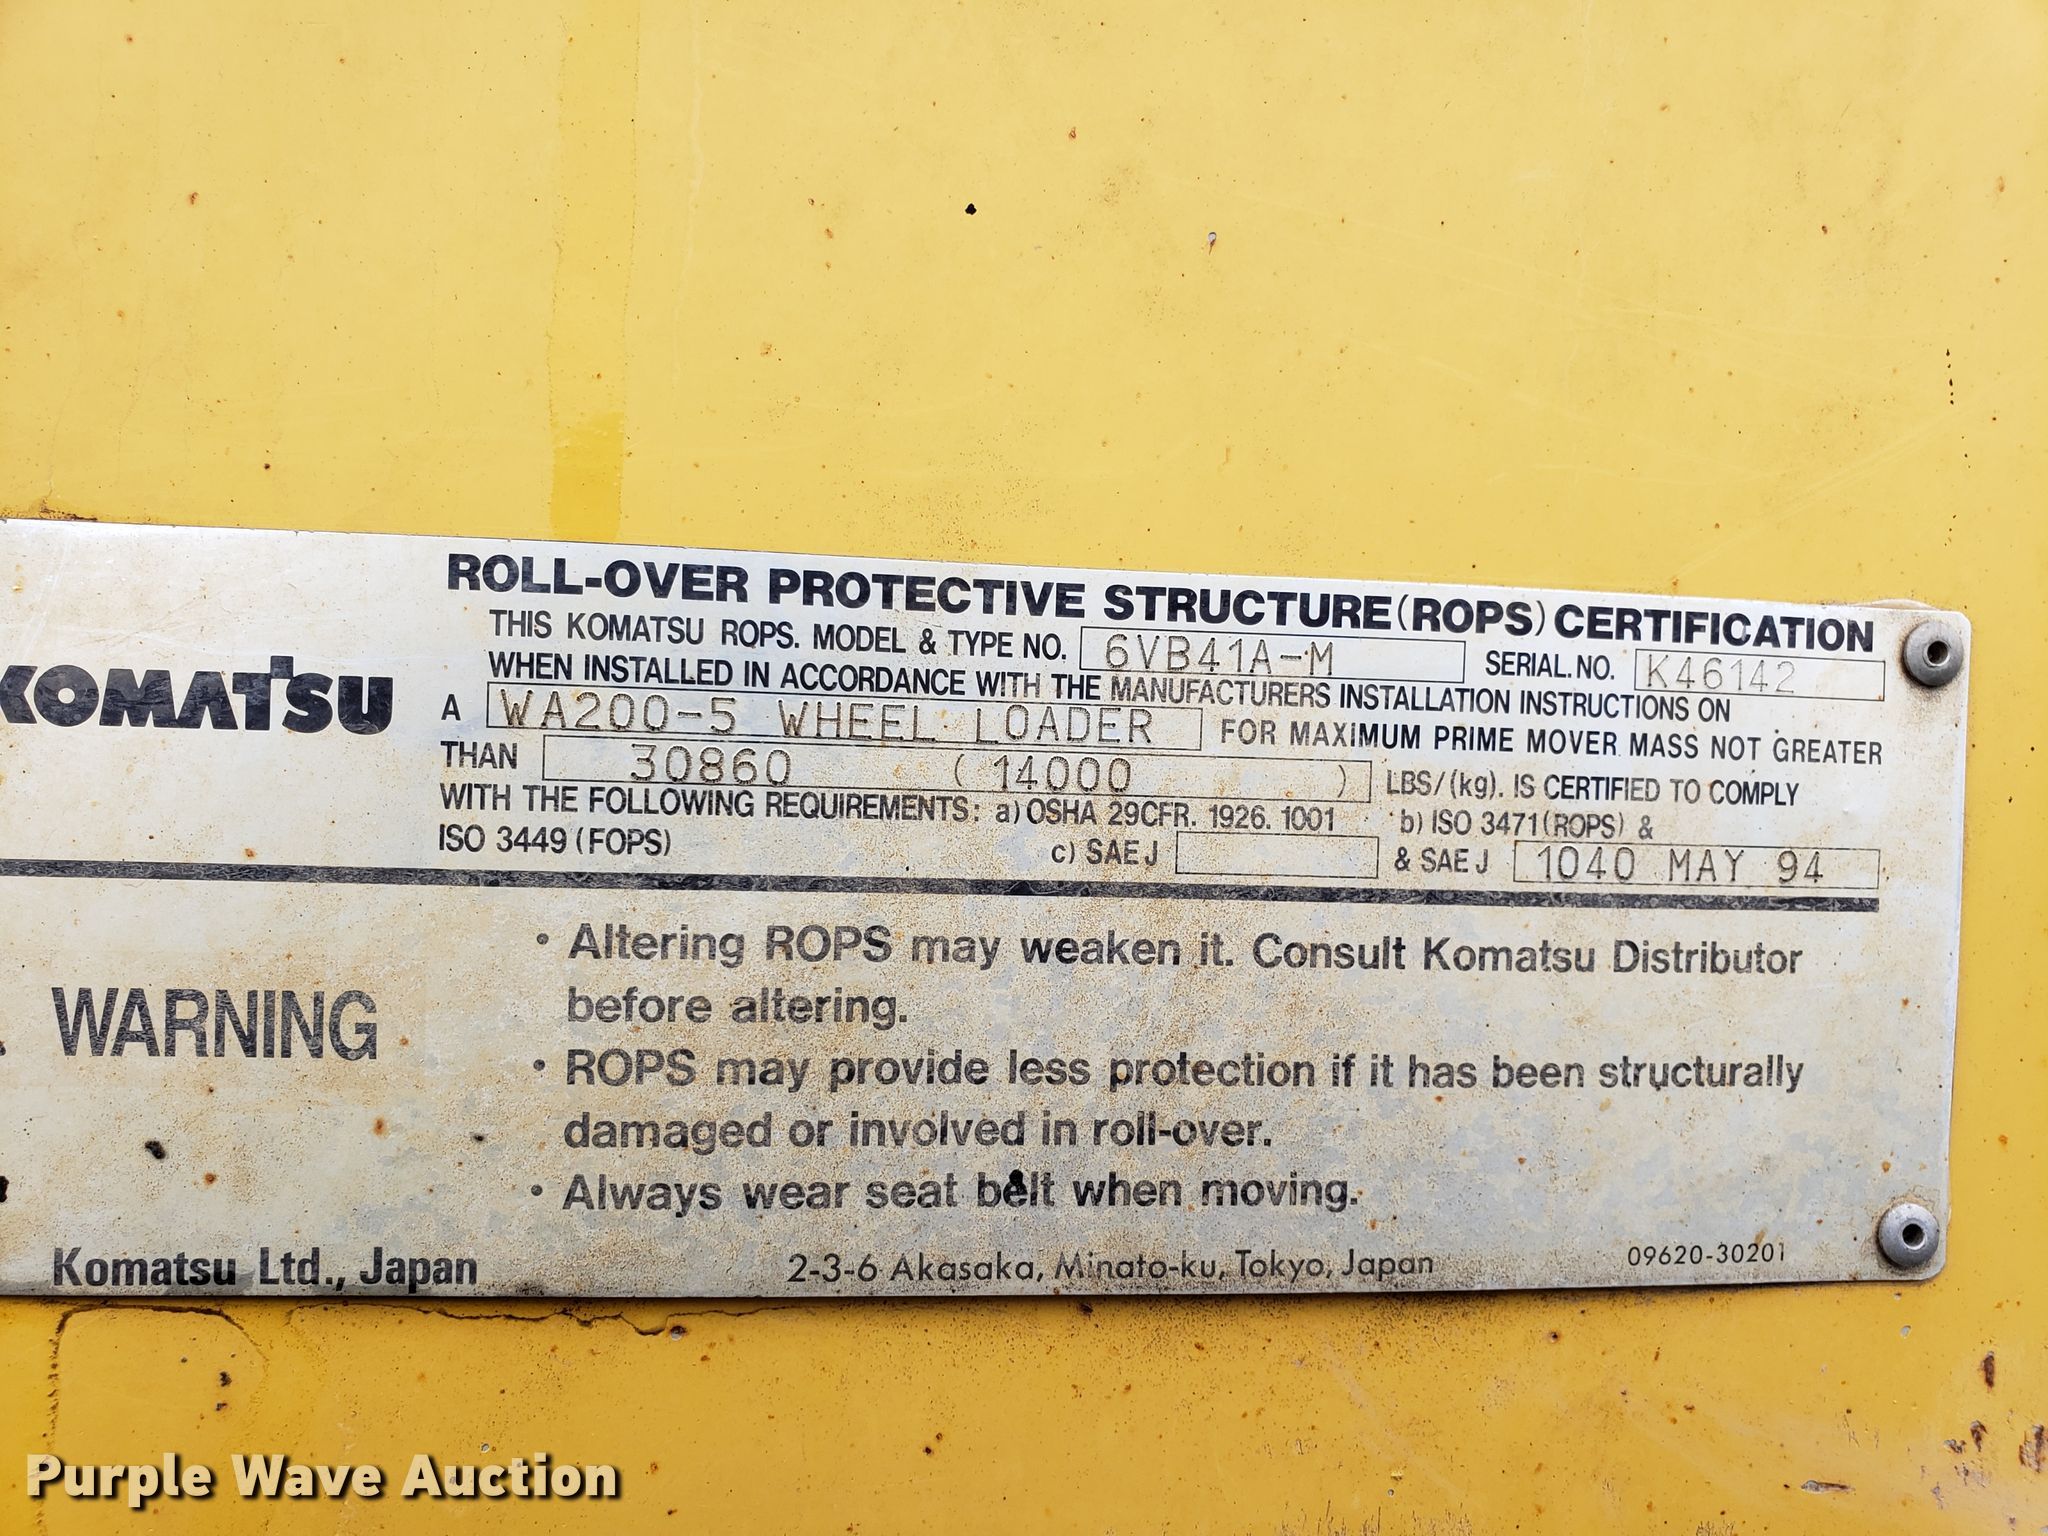 ROLL-OVER PROTECTIVE STRUCTURE(ROPS) CERTIFICATION
THIS KOMATSU ROPS. MODEL & TYPE NO. 6VB41A-M SERIAL.NO. K46142
WHEN INSTALLED IN ACCORDANCE WITH THE MANUFACTURERS INSTALLATION INSTRUCTIONS ON
KOMATSU
A WA200-5 WHEEL LOADER FOR MAXIMUM PRIME MOVER MASS NOT GREATER
THAN 30860 (14000 ) LBS/(kg). IS CERTIFIED TO COMPLY
WITH THE FOLLOWING REQUIREMENTS: a) OSHA 29CFR. 1926. 1001 b) ISO 3471(ROPS) &
ISO 3449 (FOPS) c) SAE J & SAE J 1040 MAY 94
WARNING
• Altering ROPS may weaken it. Consult Komatsu Distributor
before altering.
• ROPS may provide less protection if it has been structurally
damaged or involved in roll-over.
• Always wear seat belt when moving.
Komatsu Ltd., Japan 2-3-6 Akasaka, Minato-ku, Tokyo, Japan 09620-30201
Purple Wave Auction